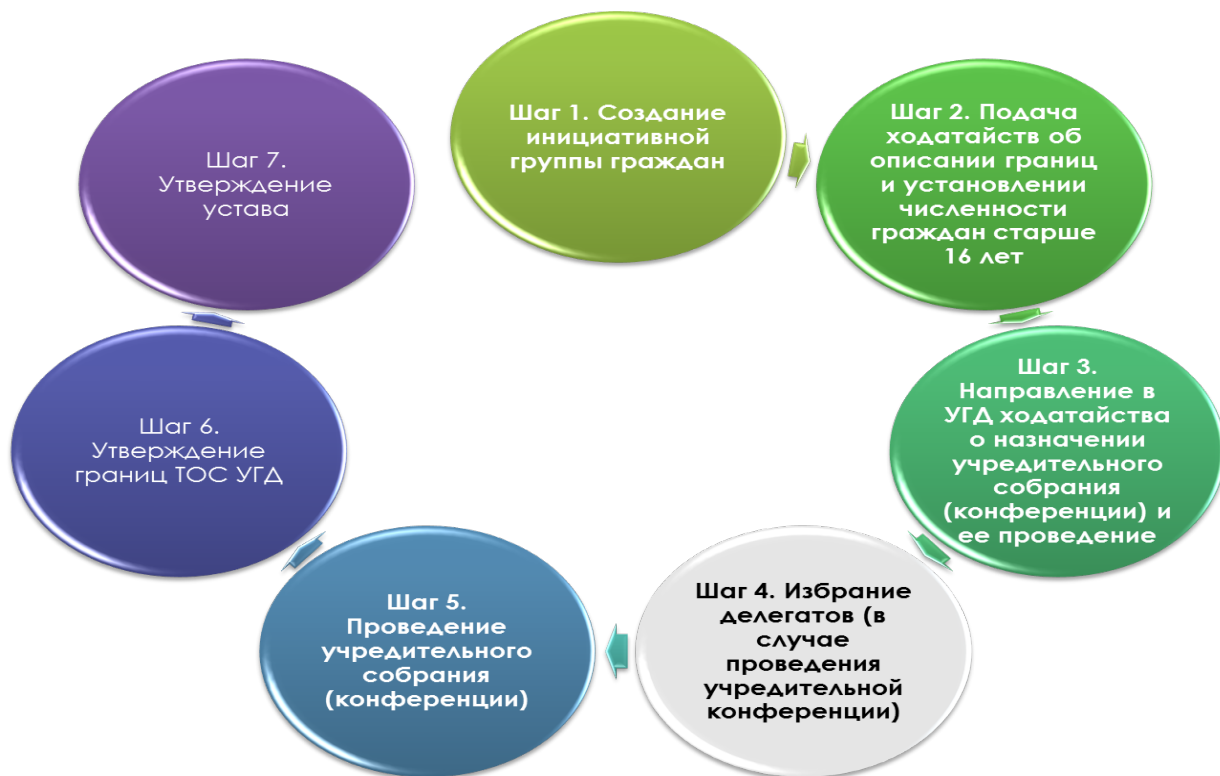 Шаг 1. Создание
инициативной
группы граждан
Шаг 2. Подача
ходатайств об
описании границ
и установлении
численности
граждан старше
16 лет
Шаг 3.
Направление в
УГД ходатайства
о назначении
учредительного
собрания
(конференции) и
ее проведение
Шаг 4. Избрание
делегатов (в
случае
проведения
учредительной
конференции)
Шаг 5.
Проведение
учредительного
собрания
(конференции)
Шаг 6.
Утверждение
границ ТОС УГД
Шаг 7.
Утверждение
устава